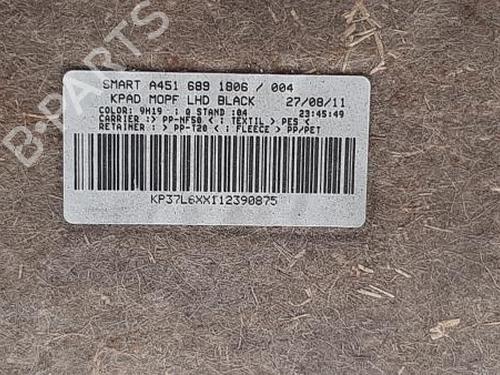 B-PARTS
SMART A451 689 1806 / 004
KPAD MOPF LHD BLACK 27/08/11
COLOR: 9H19 : 0 STAND :04 23:45:49
CARRIER :> PP-NF50 < : TEXTIL > PES <
RETAINER : > PP-T20 < : FLEECE > PP/PET
KP37L6XX112390875